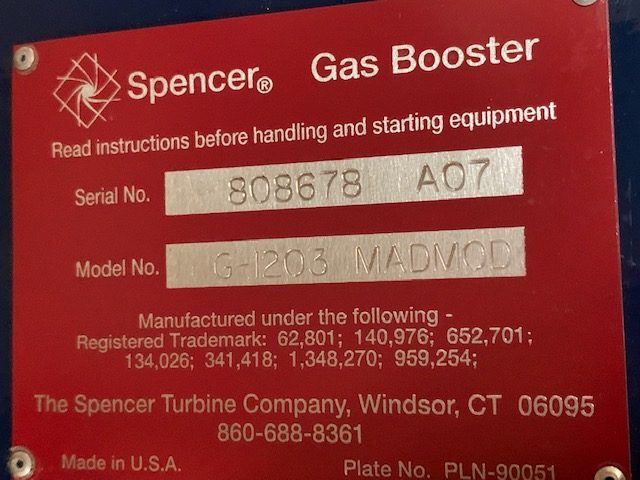 Spencer® Gas Booster
Read instructions before handling and starting equipment
Serial No. 808678 A07
Model No. G-1203 MADMOD
Manufactured under the following -
Registered Trademark: 62,801; 140,976; 652,701;
134,026; 341,418; 1,348,270; 959,254;
The Spencer Turbine Company, Windsor, CT 06095
860-688-8361
Made in U.S.A. Plate No. PLN-90051